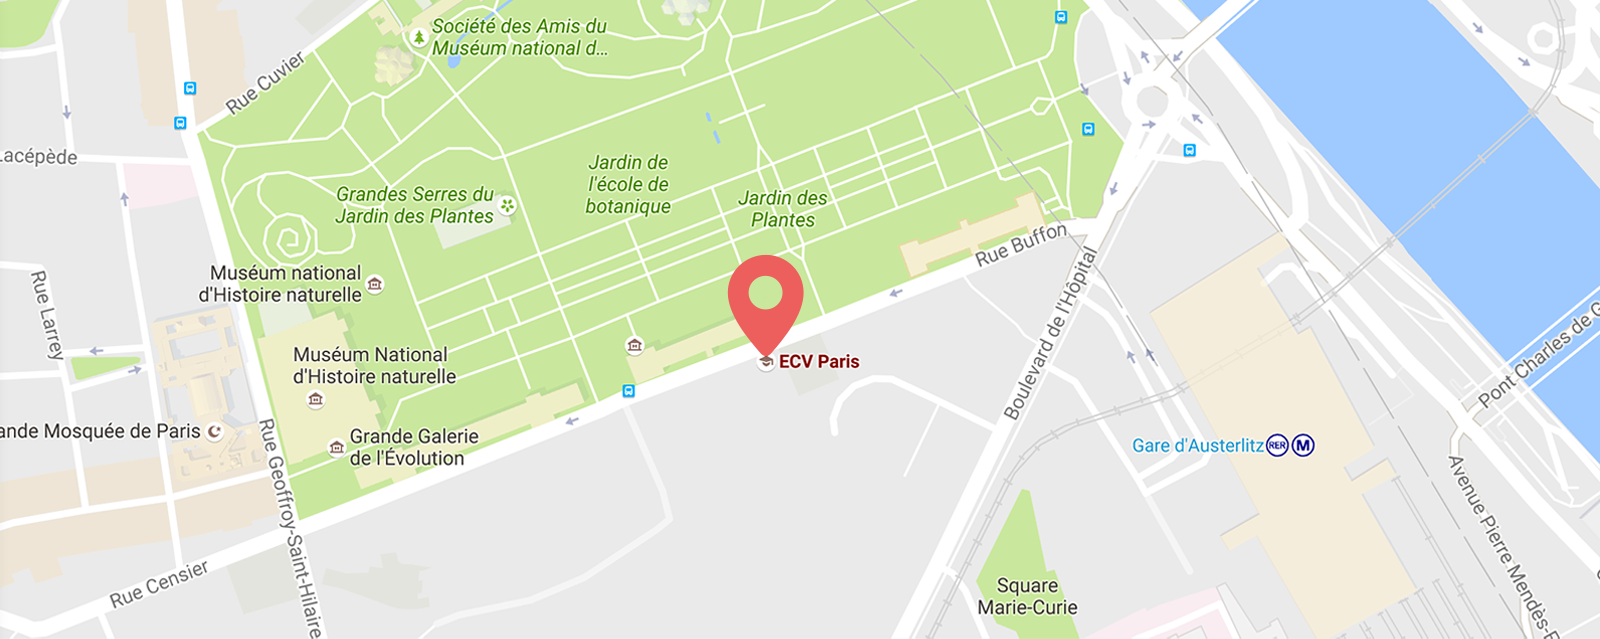 Société des Amis du
Muséum national d...
Rue Cuvier
Lacépède
Jardin de
l'école de
botanique
Grandes Serres du
Jardin des Plantes
Jardin des
Plantes
Rue Buffon
Muséum national
d'Histoire naturelle
Rue Larrey
Muséum National
d'Histoire naturelle
ECV Paris
Boulevard de l'Hôpital
Pont Charles de G
ande Mosquée de Paris
Grande Galerie
de l'Évolution
Gare d'Austerlitz
RER
M
Rue Geoffroy-Saint-Hilaire
Avenue Pierre Mendès-F
Rue Censier
Square
Marie-Curie